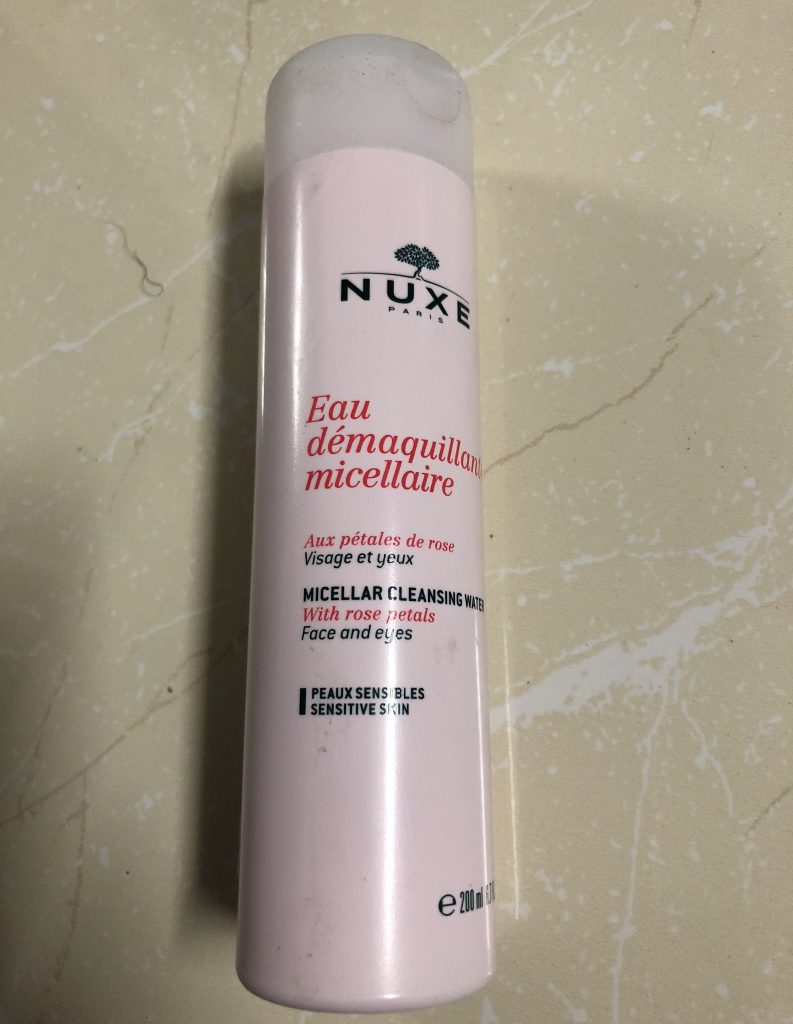 NUXE
PARIS
Eau
démaquillante
micellaire
Aux pétales de rose
Visage et yeux
MICELLAR CLEANSING WATER
With rose petals
Face and eyes
PEAUX SENSIBLES
SENSITIVE SKIN
e 200 ml